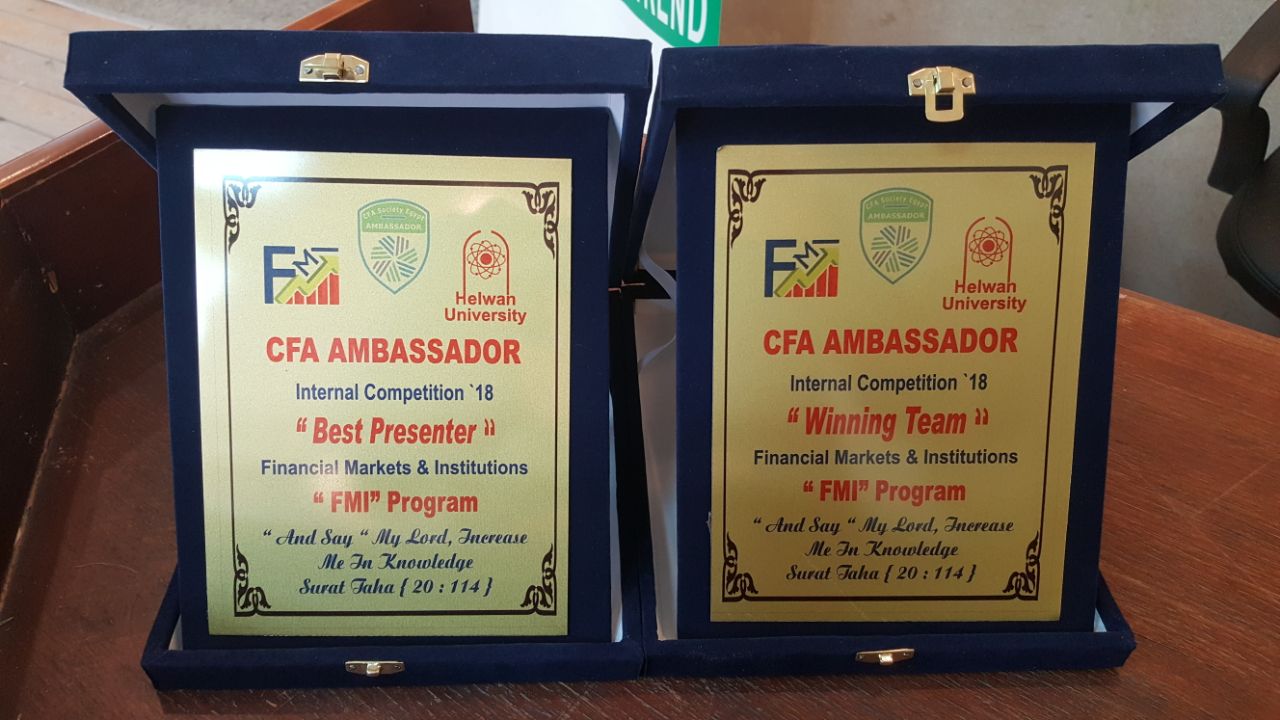 TREND
CFA Society Egypt
AMBASSADOR
FMI
Helwan
University
CFA AMBASSADOR
Internal Competition `18
“ Best Presenter ”
Financial Markets & Institutions
“ FMI” Program
“ And Say “ My Lord, Increase
Me In Knowledge
Surat Taha { 20 : 114 }
CFA Society Egypt
AMBASSADOR
FMI
Helwan
University
CFA AMBASSADOR
Internal Competition `18
“ Winning Team ”
Financial Markets & Institutions
“ FMI” Program
“ And Say “ My Lord, Increase
Me In Knowledge
Surat Taha { 20 : 114 }